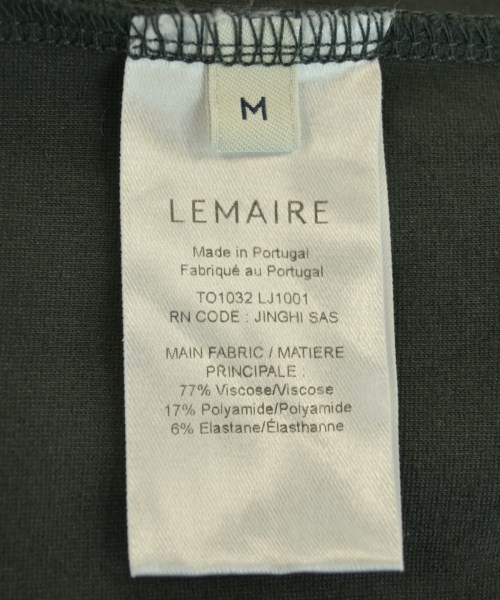 M
LEMAIRE
Made in Portugal
Fabriqué au Portugal
TO1032 LJ1001
RN CODE : JINGHI SAS
MAIN FABRIC / MATIERE
PRINCIPALE :
77% Viscose/Viscose
17% Polyamide/Polyamide
6% Elastane/Élasthanne